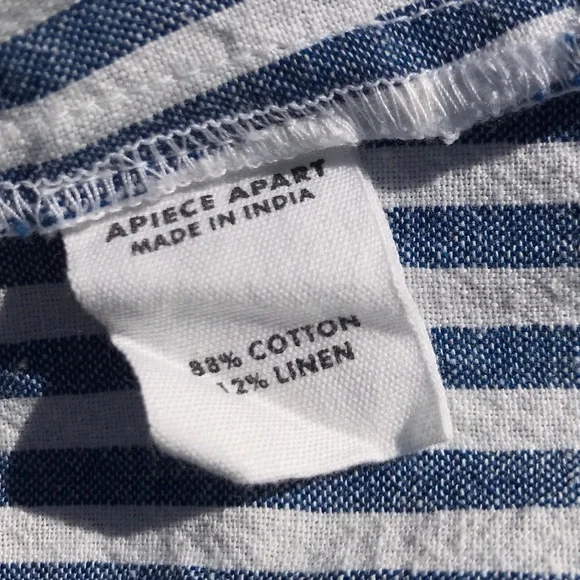 APIECE APART
MADE IN INDIA
88% COTTON
12% LINEN